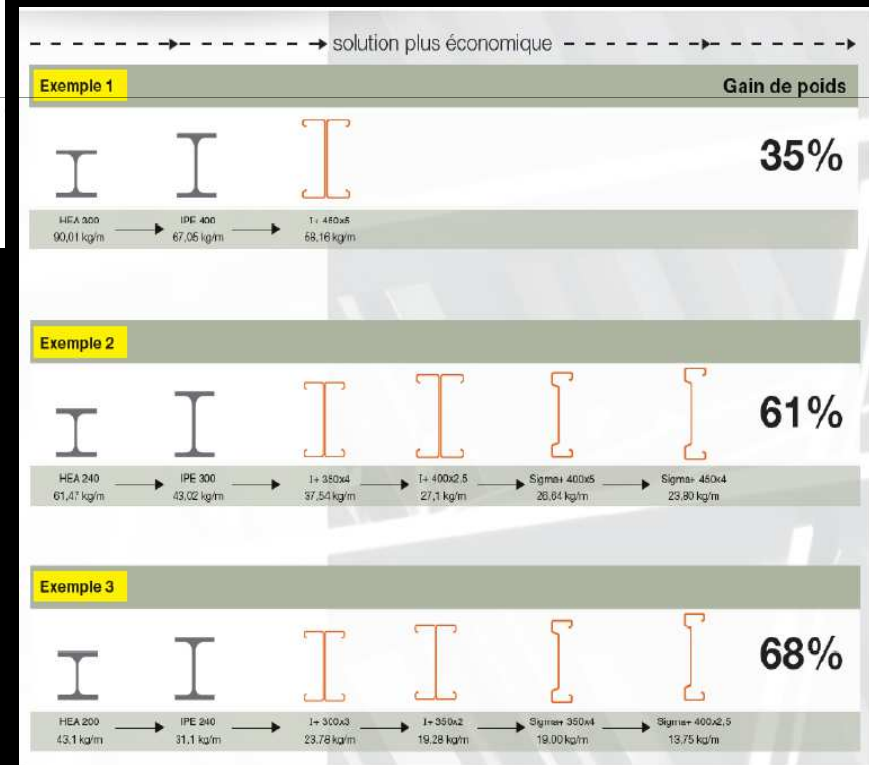 solution plus économique
Exemple 1 Gain de poids
35%
HEA 300 IPE 400 I+ 450x5
90,01 kg/m 67,05 kg/m 58,16 kg/m
Exemple 2
61%
HEA 240 IPE 300 I+ 350x4 I+ 400x2,5 Sigma+ 400x5 Sigma+ 450x4
61,47 kg/m 43,02 kg/m 37,54 kg/m 27,1 kg/m 26,64 kg/m 23,80 kg/m
Exemple 3
68%
HEA 200 IPE 240 I+ 300x3 I+ 350x2 Sigma+ 350x4 Sigma+ 400x2,5
43,1 kg/m 31,1 kg/m 23,78 kg/m 19,28 kg/m 19,00 kg/m 13,75 kg/m